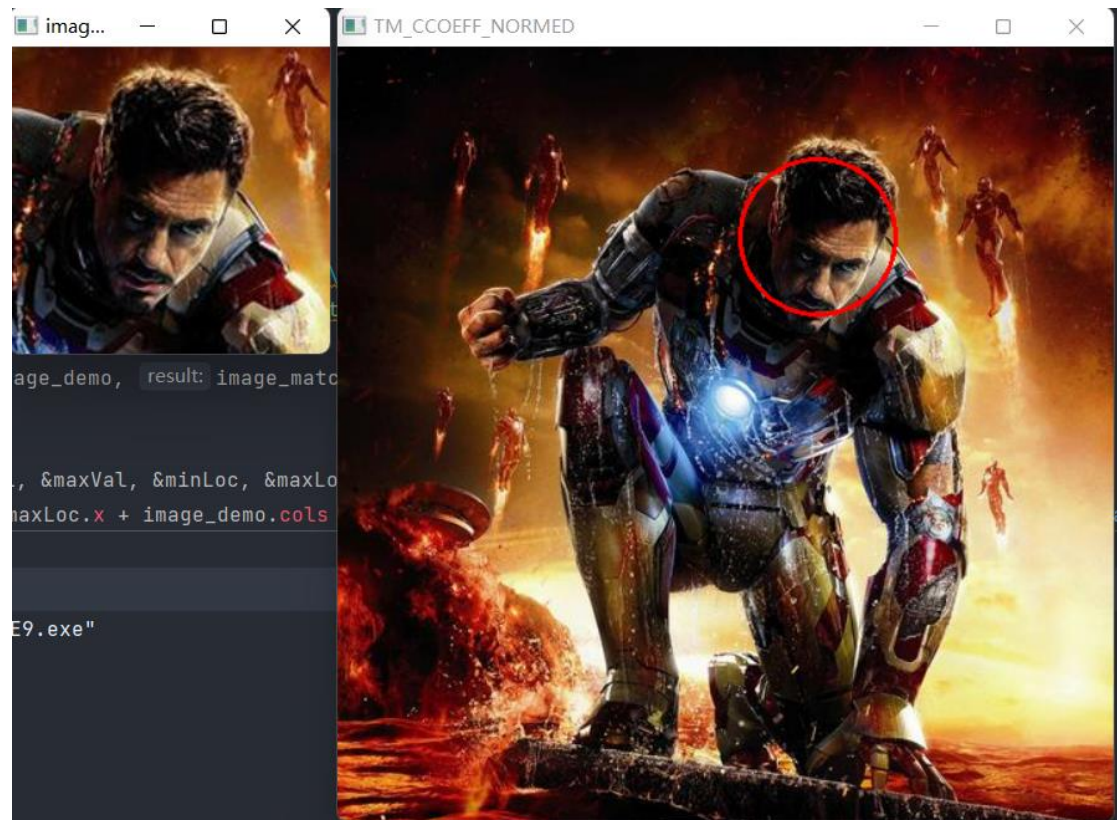 imag...
TM_CCOEFF_NORMED
age_demo, result: image_matc
, &maxVal, &minLoc, &maxLo
maxLoc.x + image_demo.cols
E9.exe"